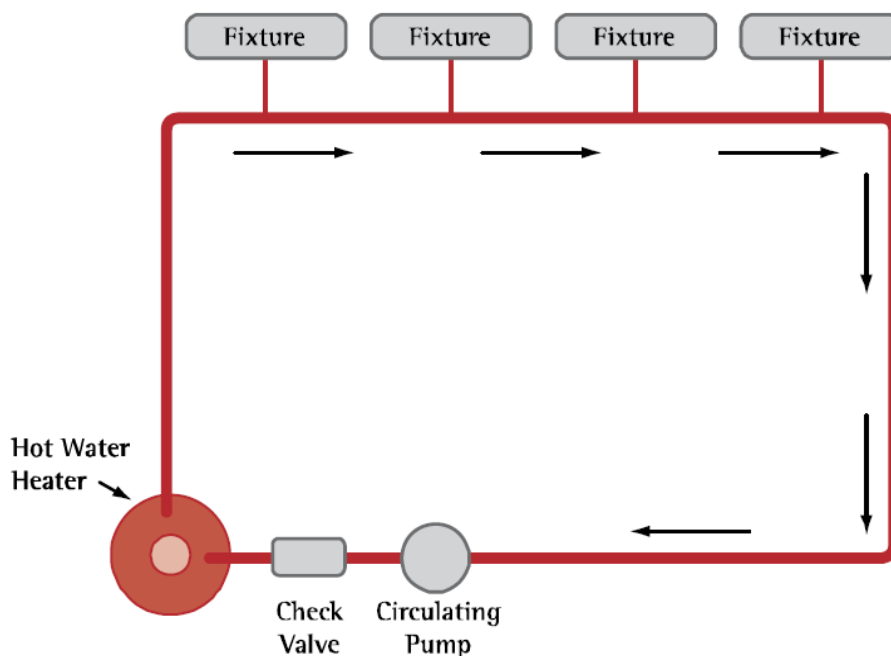 Fixture
Fixture
Fixture
Fixture
Hot Water
Heater
Check
Valve
Circulating
Pump